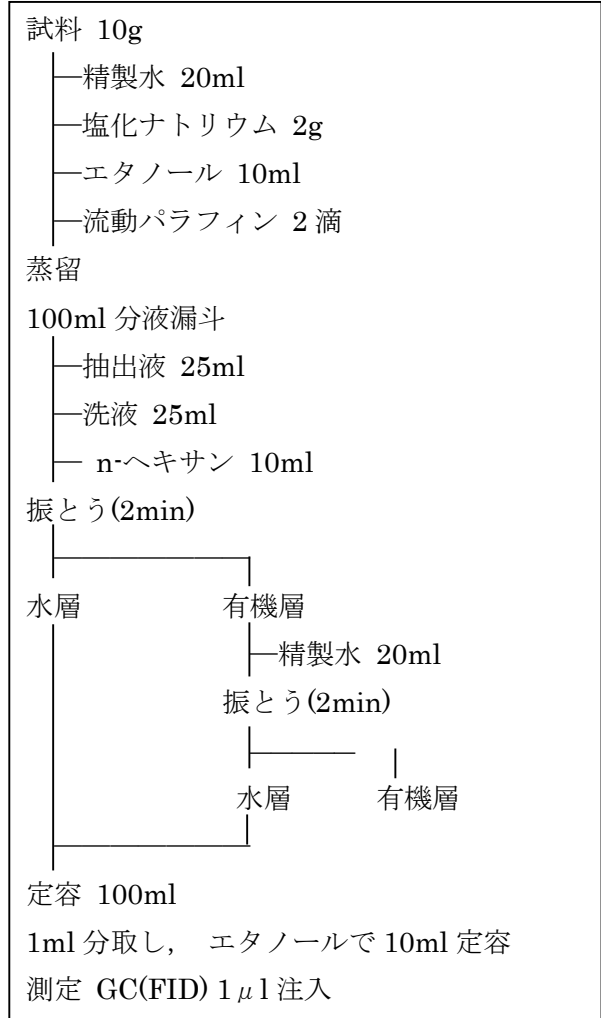 試料 10g
精製水 20ml
塩化ナトリウム 2g
エタノール 10ml
流動パラフィン 2滴
蒸留
100ml 分液漏斗
抽出液 25ml
洗液 25ml
n-ヘキサン 10ml
振とう(2min)
水層 有機層
精製水 20ml
振とう(2min)
水層 有機層
定容 100ml
1ml 分取し, エタノールで 10ml 定容
測定 GC(FID) 1μl 注入